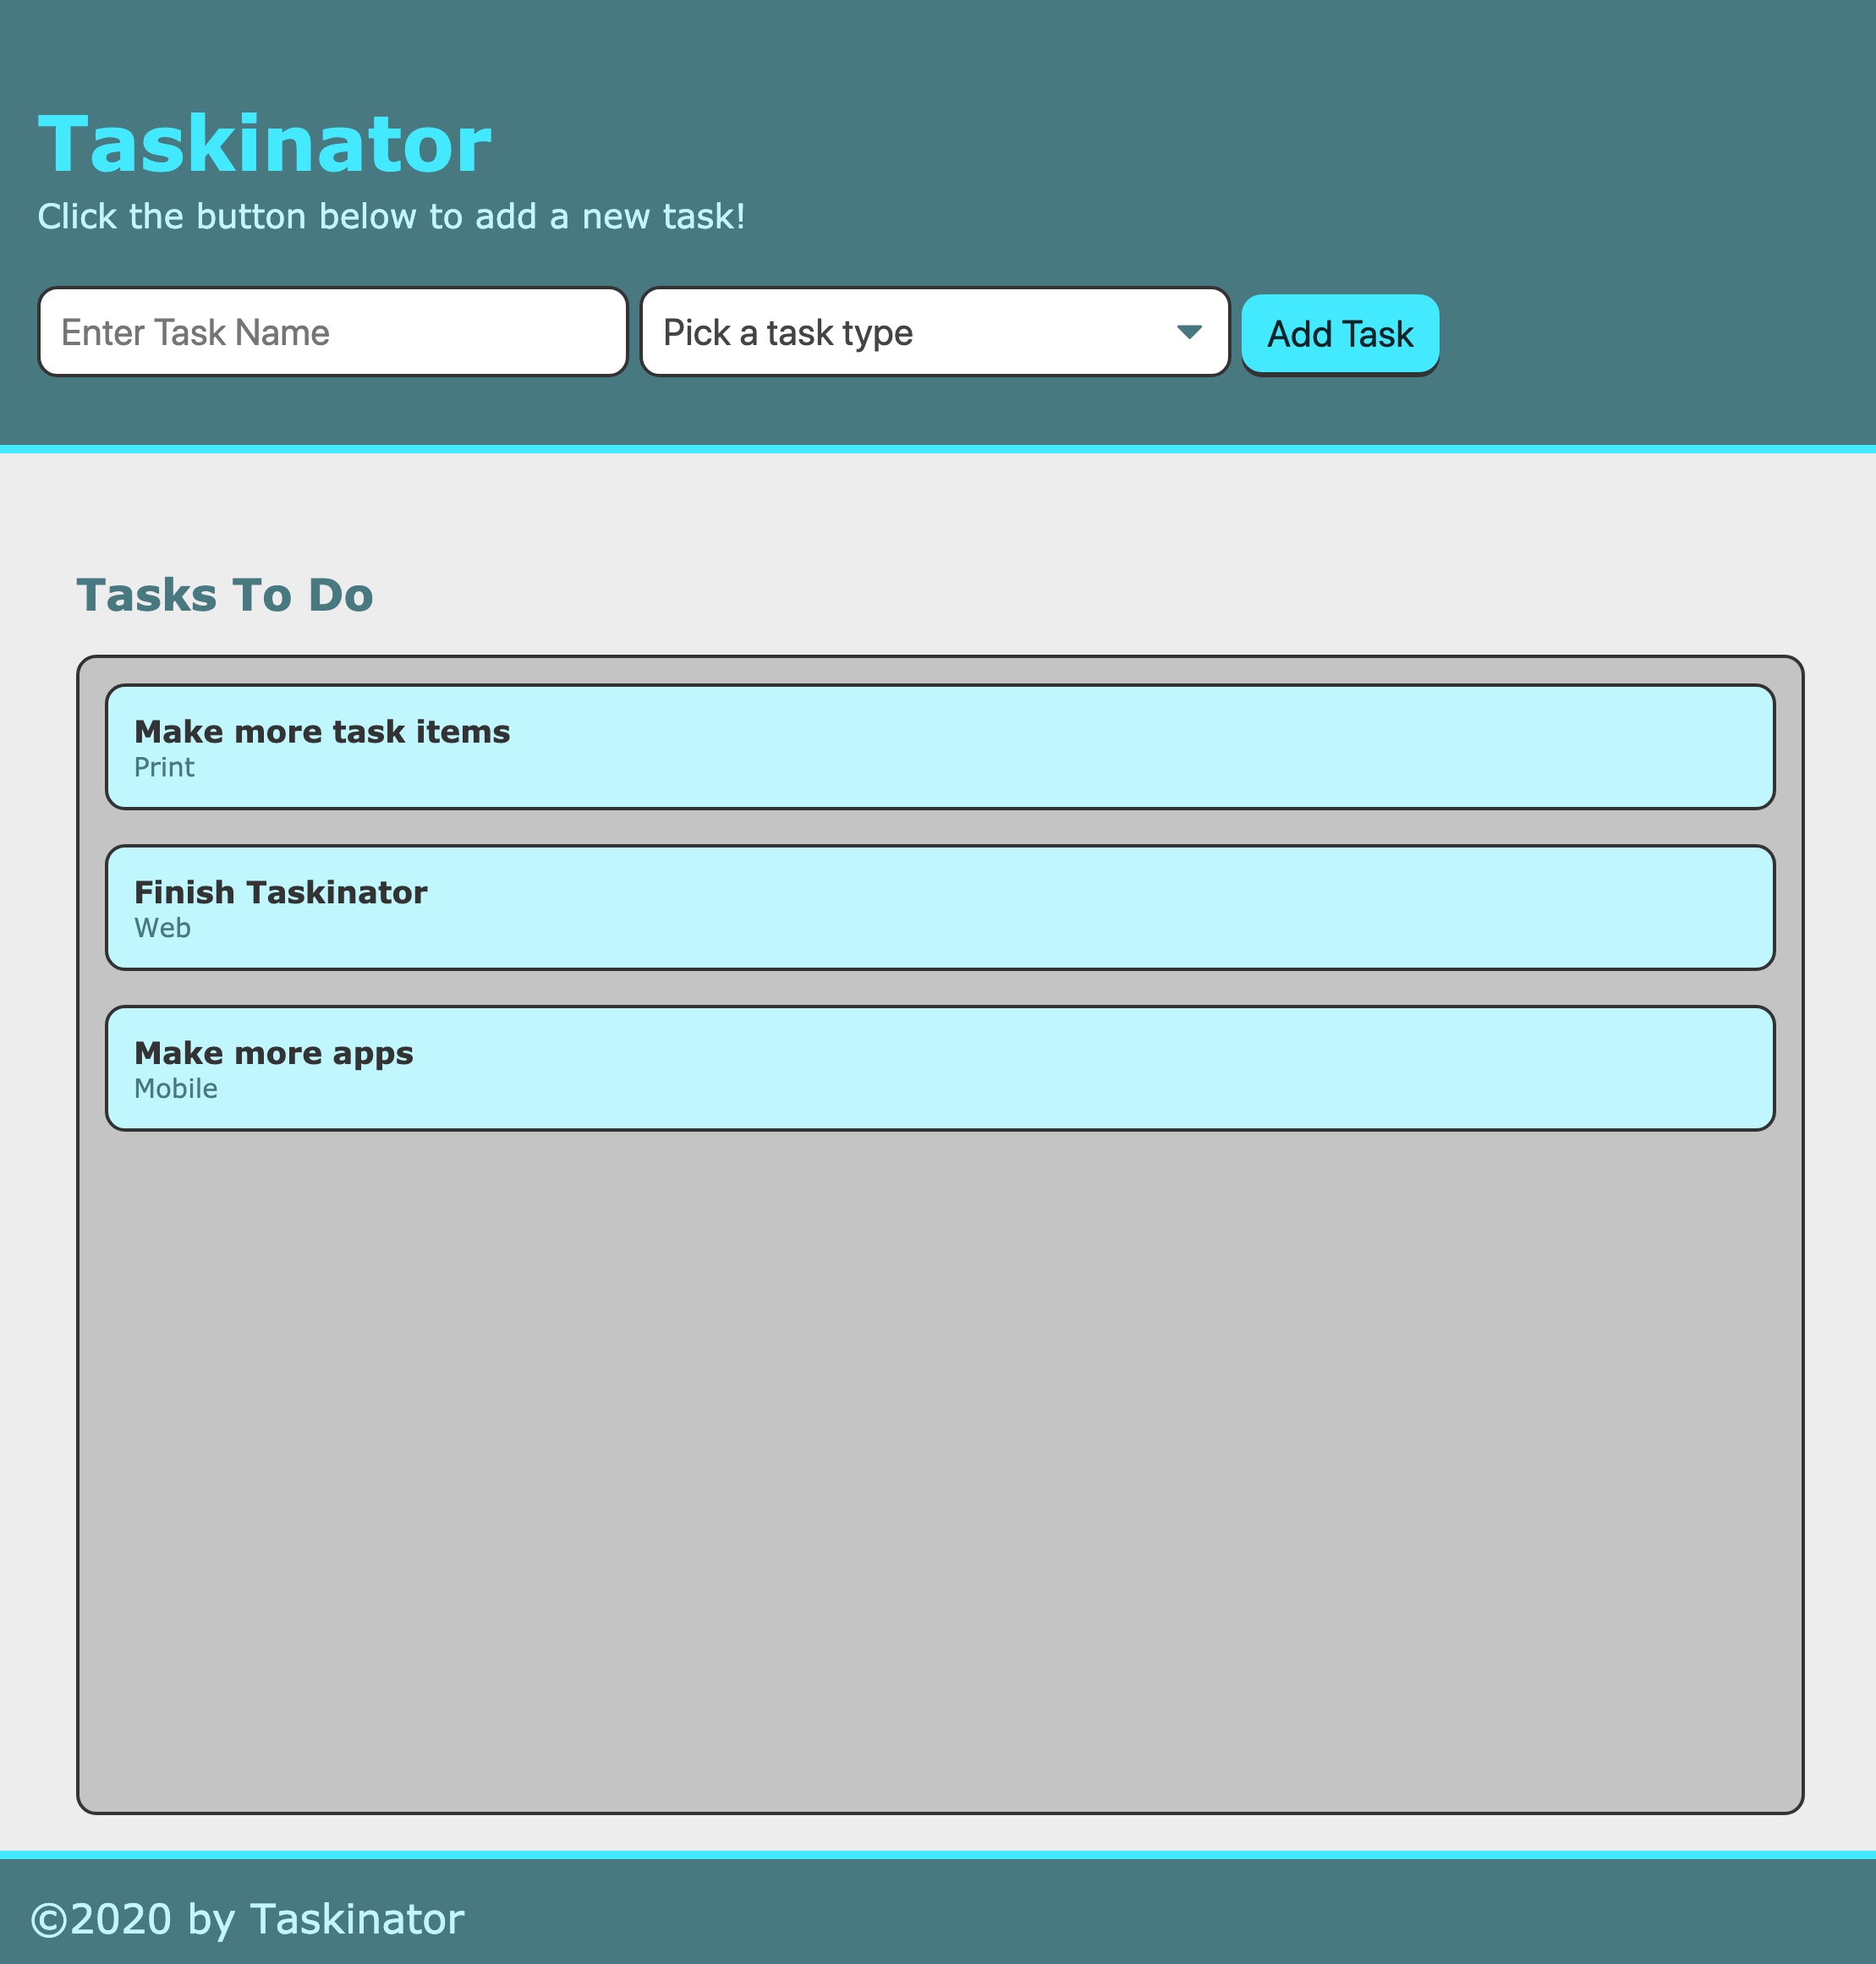 Taskinator
Click the button below to add a new task!
Enter Task Name
Pick a task type
Add Task
Tasks To Do
Make more task items
Print
Finish Taskinator
Web
Make more apps
Mobile
©2020 by Taskinator